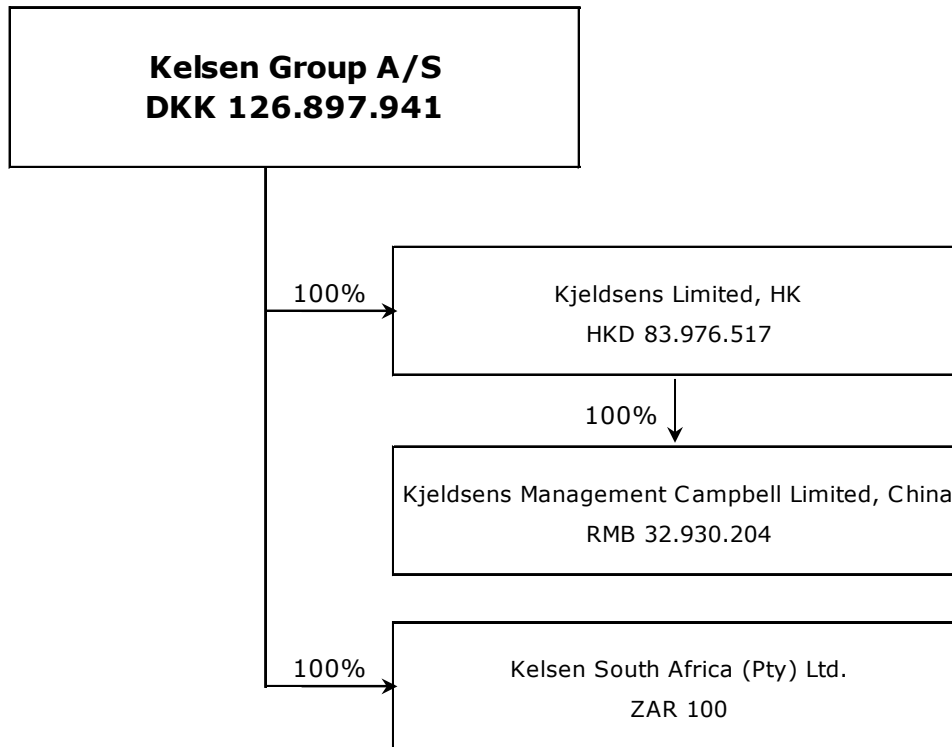 Kelsen Group A/S
DKK 126.897.941
100%
Kjeldsens Limited, HK
HKD 83.976.517
100%
Kjeldsens Management Campbell Limited, China
RMB 32.930.204
100%
Kelsen South Africa (Pty) Ltd.
ZAR 100